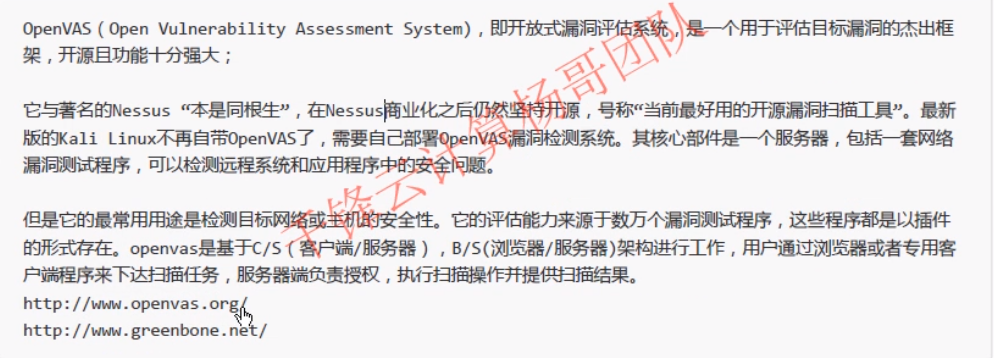 OpenVAS（Open Vulnerability Assessment System)，即开放式漏洞评估系统，是一个用于评估目标漏洞的杰出框
架，开源且功能十分强大；
它与著名的Nessus “本是同根生”，在Nessus商业化之后仍然坚持开源，号称“当前最好用的开源漏洞扫描工具”。最新
版的Kali Linux不再自带OpenVAS了，需要自己部署OpenVAS漏洞检测系统。其核心部件是一个服务器，包括一套网络
漏洞测试程序，可以检测远程系统和应用程序中的安全问题。
但是它的最常用用途是检测目标网络或主机的安全性。它的评估能力来源于数万个漏洞测试程序，这些程序都是以插件
的形式存在。openvas是基于C/S（客户端/服务器），B/S(浏览器/服务器)架构进行工作，用户通过浏览器或者专用客
户端程序来下达扫描任务，服务器端负责授权，执行扫描操作并提供扫描结果。
http://www.openvas.org/
http://www.greenbone.net/
千锋云计算杨哥团队